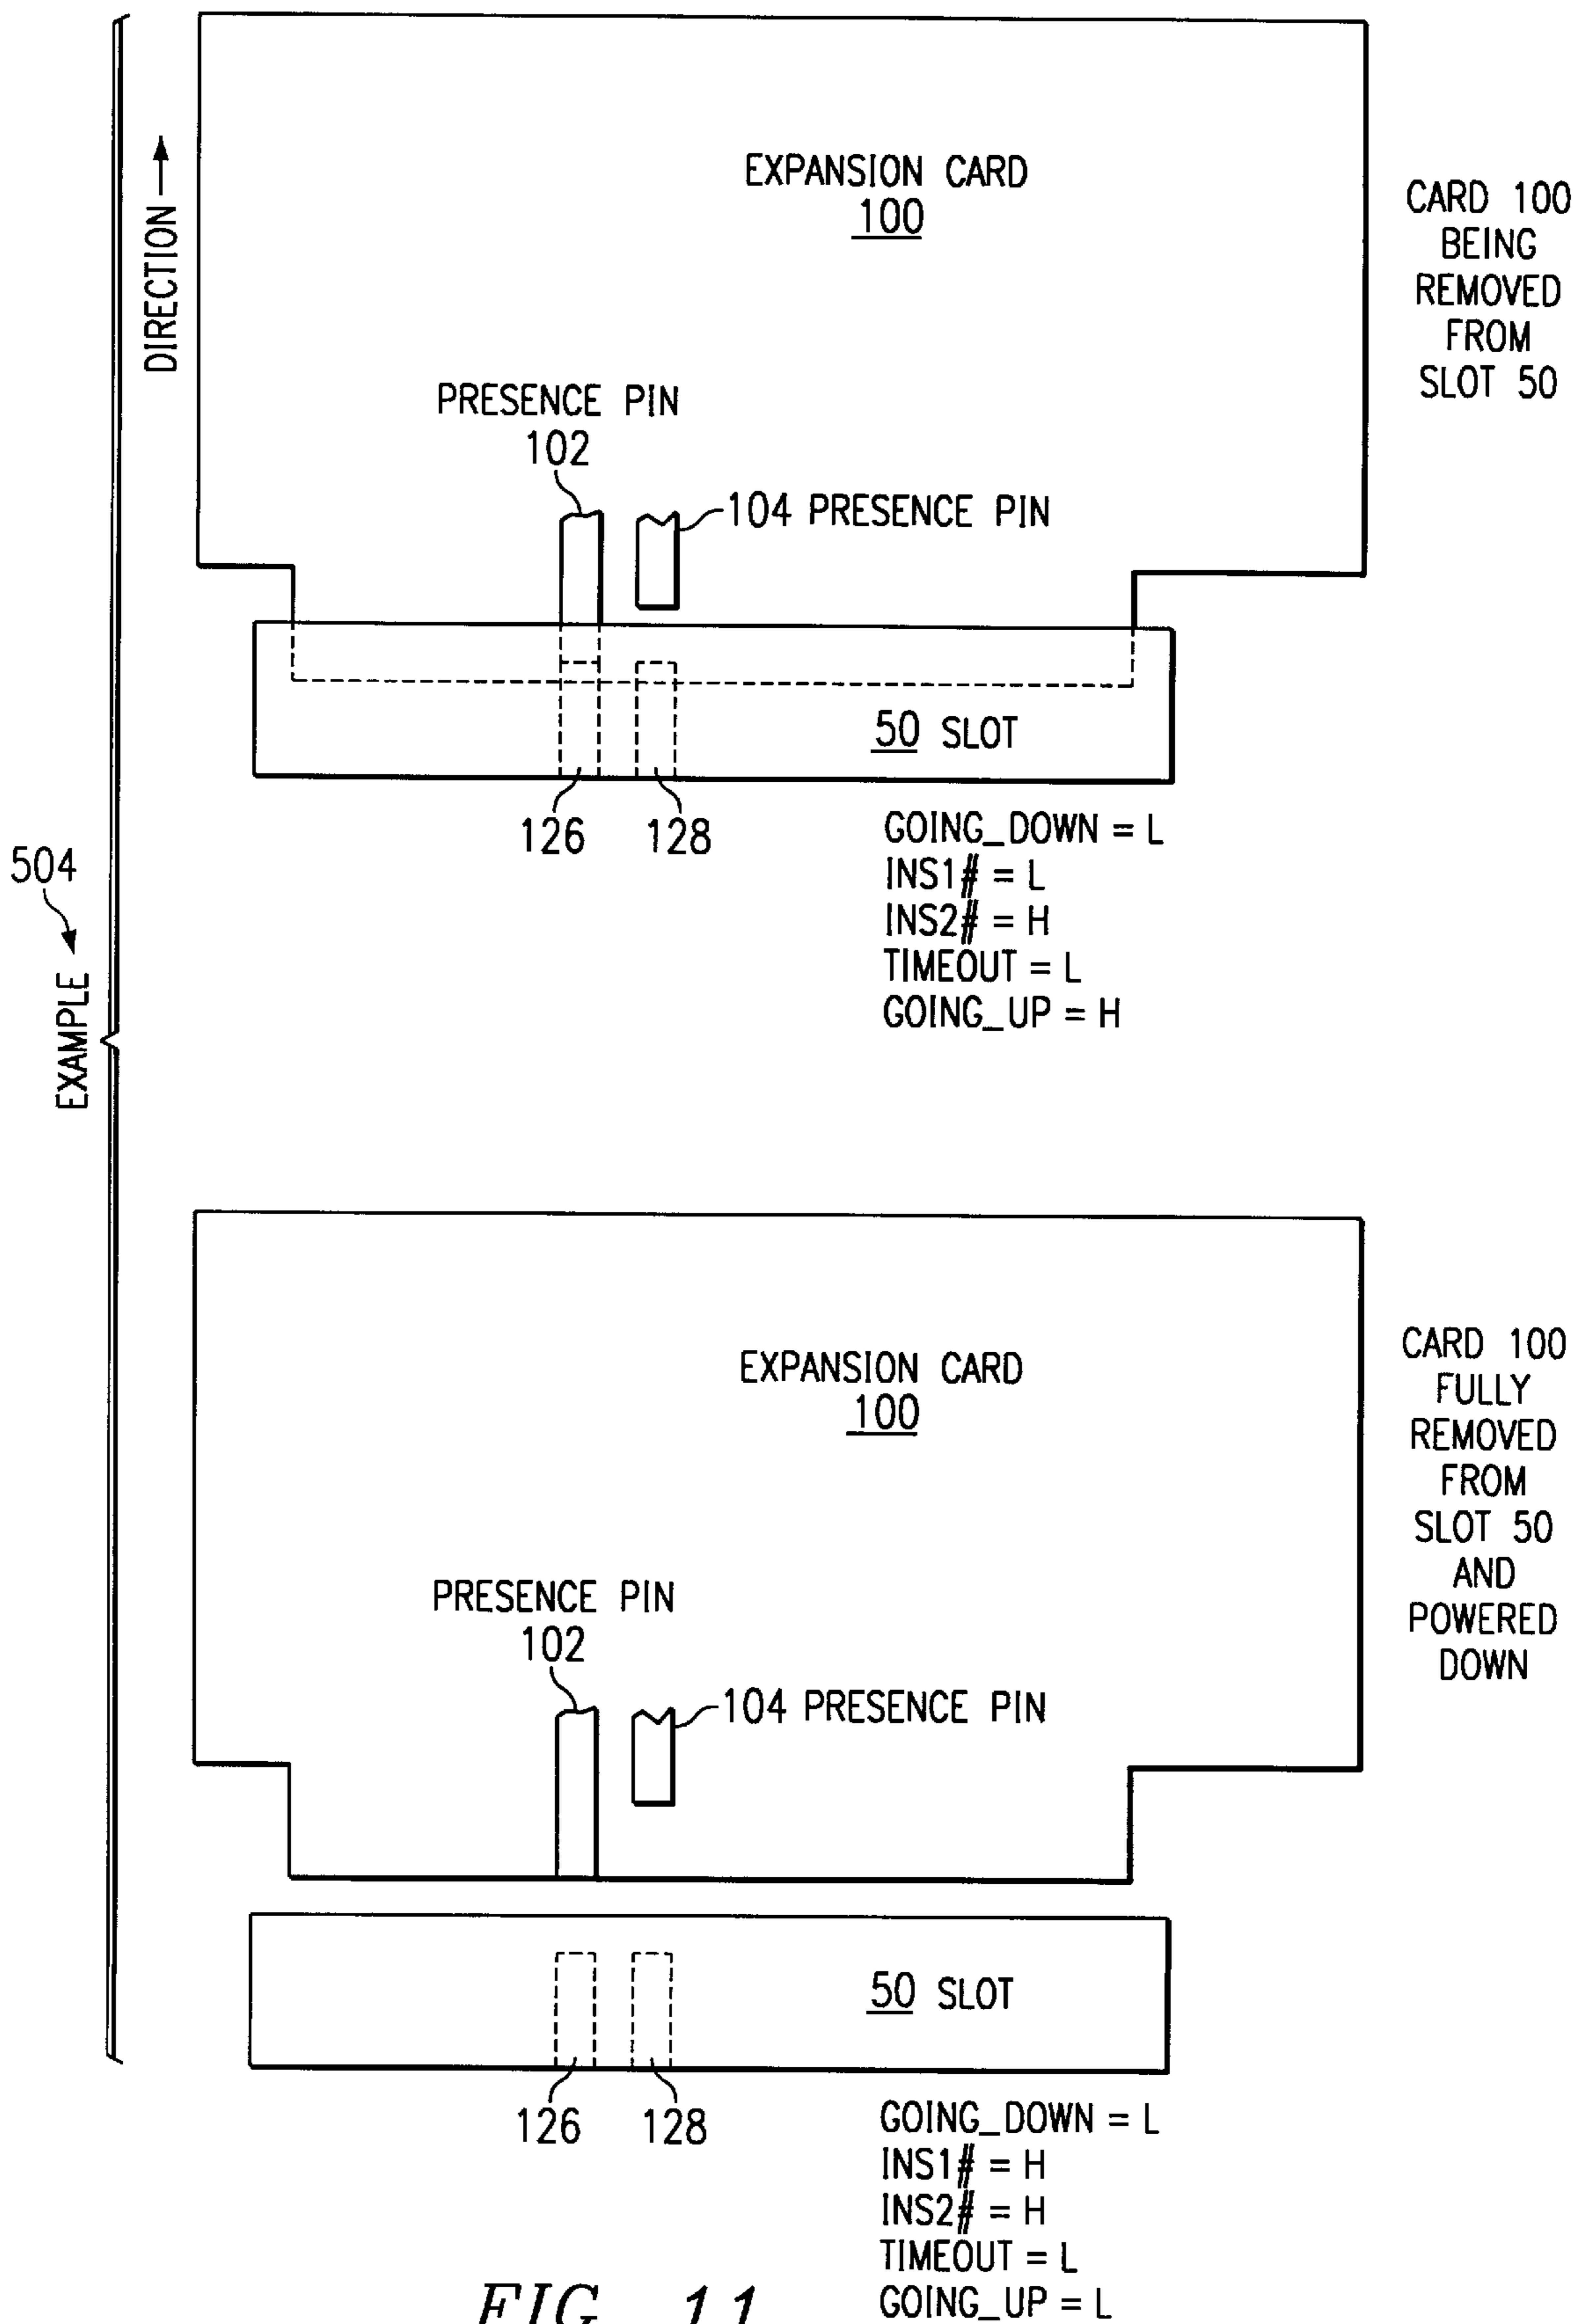 DIRECTION
EXPANSION CARD
100
CARD 100
BEING
REMOVED
FROM
SLOT 50
PRESENCE PIN
102
104 PRESENCE PIN
50 SLOT
126
128
GOING_DOWN = L
INS1# = L
INS2# = H
TIMEOUT = L
GOING_UP = H
504
EXAMPLE
EXPANSION CARD
100
CARD 100
FULLY
REMOVED
FROM
SLOT 50
AND
POWERED
DOWN
PRESENCE PIN
102
104 PRESENCE PIN
50 SLOT
126
128
GOING_DOWN = L
INS1# = H
INS2# = H
TIMEOUT = L
GOING_UP = L
FIG. 11